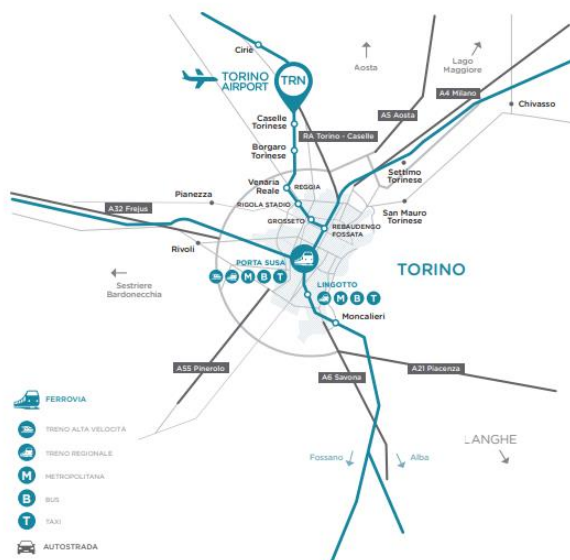 Ciriè
Aosta
Lago
Maggiore
TORINO
AIRPORT
TRN
A4 Milano
Chivasso
A5 Aosta
Caselle
Torinese
RA Torino - Caselle
Borgaro
Torinese
Settimo
Torinese
Venaria
Reale
REGGIA
Pianezza
RIGOLA STADIO
A32 Frejus
San Mauro
Torinese
GROSSETO
REBAUDENGO
FOSSATA
Rivoli
PORTA SUSA
M B T
TORINO
Sestriere
Bardonecchia
LINGOTTO
M B T
Moncalieri
A55 Pinerolo
A6 Savona
A21 Piacenza
FERROVIA
TRENO ALTA VELOCITÀ
TRENO REGIONALE
M METROPOLITANA
B BUS
T TAXI
AUTOSTRADA
Fossano
Alba
LANGHE